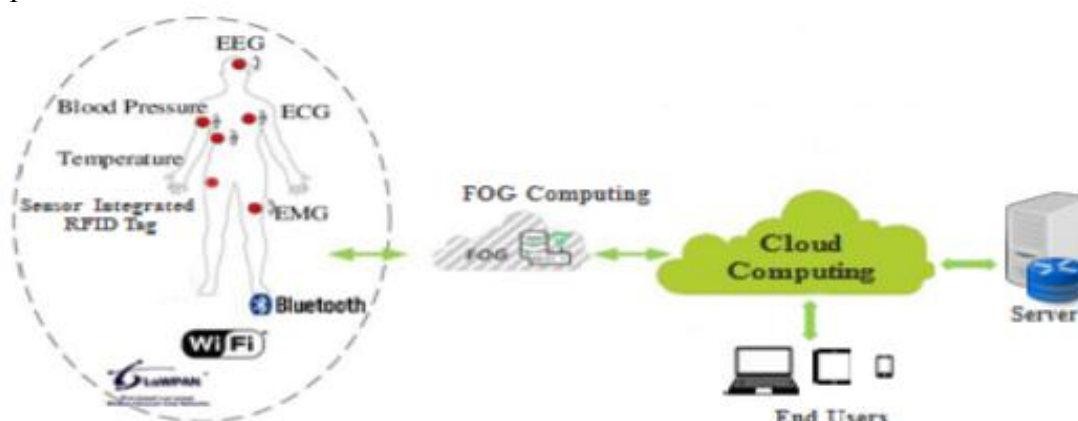 EEG
Blood Pressure
ECG
Temperature
Sensor Integrated
RFID Tag
EMG
Bluetooth
WiFi
LoWPAN
FOG Computing
FOG
Cloud
Computing
Server
End Users